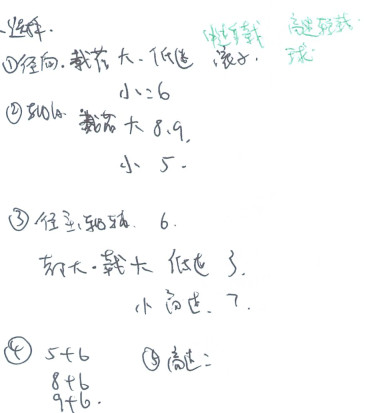 一、选择.
低速重载 高速轻载.
①径向. 载荷大. 低速 滚子. 球.
小: 6
②轴向. 载荷大 8,9.
小 5.
③径主, 轴辅. 6.
轴大. 载大 低速 3.
小 高速. 7.
④ 5+6 ⑤高速:
8+6
9+6.